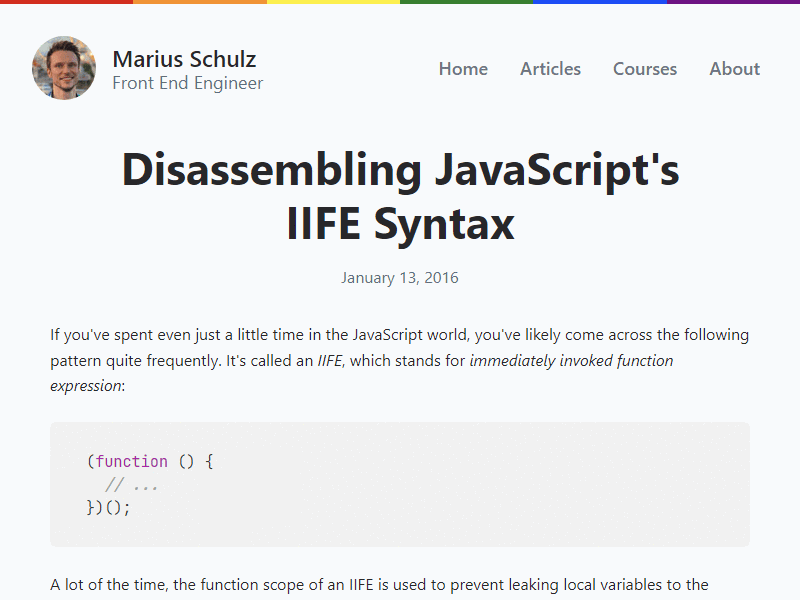 Marius Schulz
Front End Engineer
Home Articles Courses About
Disassembling JavaScript's
IIFE Syntax
January 13, 2016
If you've spent even just a little time in the JavaScript world, you've likely come across the following
pattern quite frequently. It's called an IIFE, which stands for immediately invoked function
expression:
(function () {
  // ...
})();
A lot of the time, the function scope of an IIFE is used to prevent leaking local variables to the